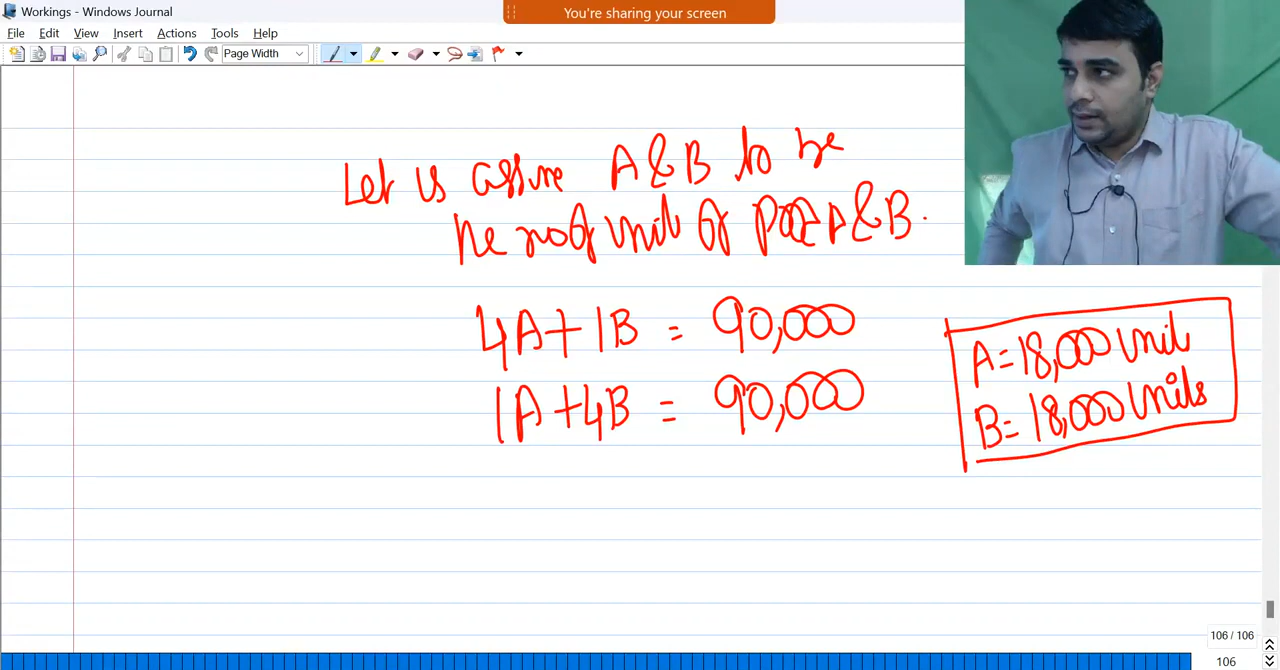 Workings - Windows Journal
You're sharing your screen
File Edit View Insert Actions Tools Help
Page Width
Let us assume A&B to be
the no of units of A&B.
4A+1B = 90,000
1A+4B = 90,000
A=18,000 Units
B=18,000 Units
106 / 106
106